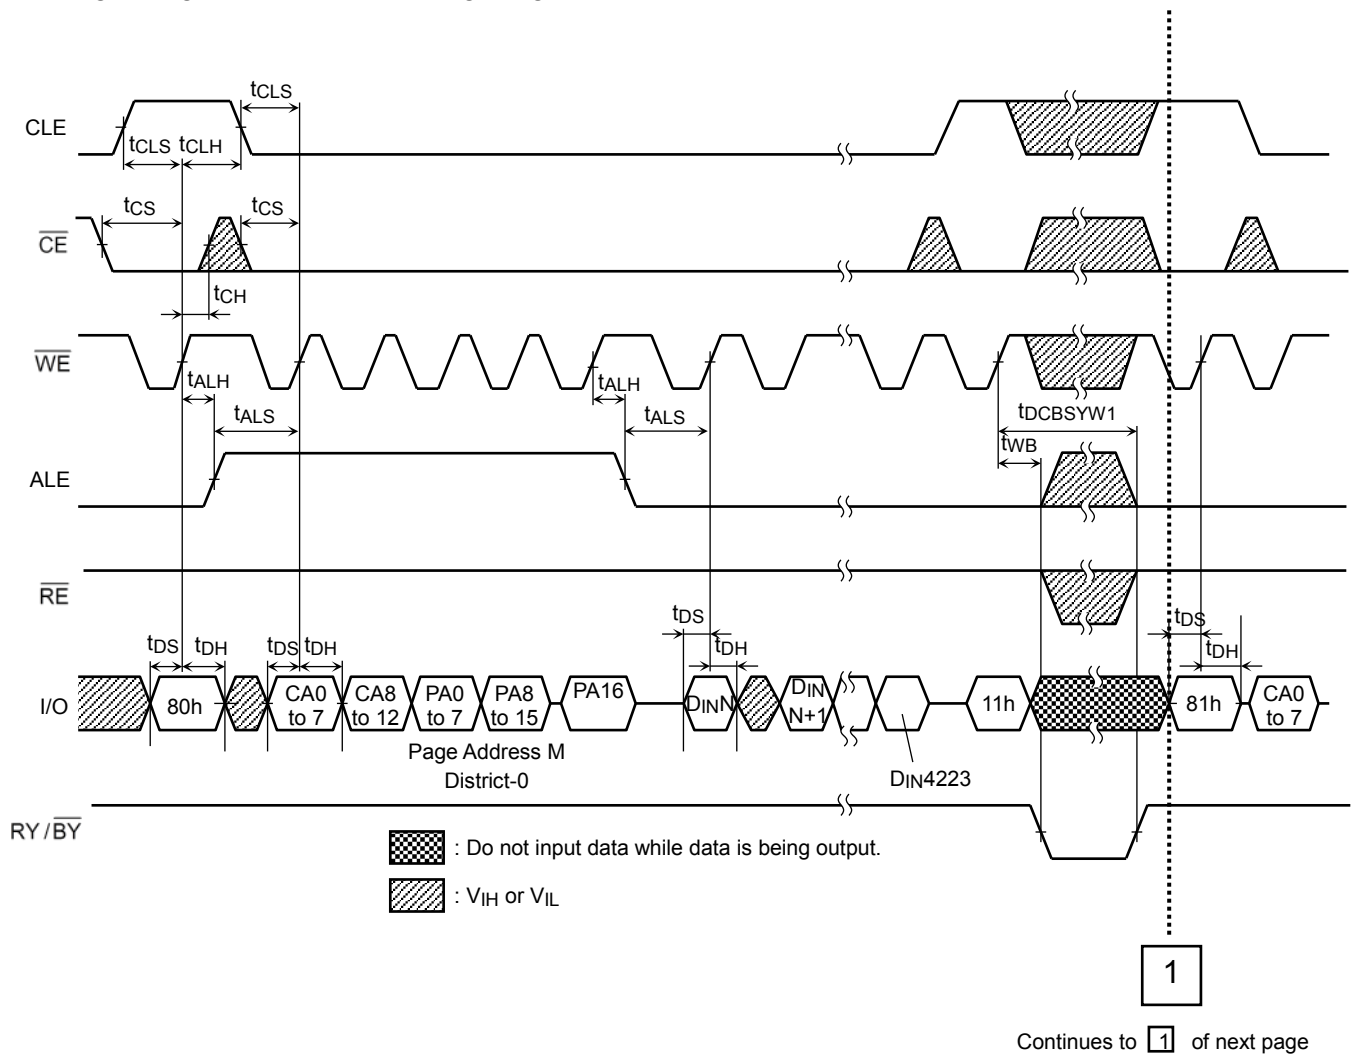 tCLS
CLE
tCLS tCLH
tCS
tCS
CE
tCH
WE
tALH
tALH
tALS
tALS
tDCBSYW1
tWB
ALE
RE
tDS
tDH
tDS
tDH
tDS
tDH
tDS
tDH
I/O
80h
CA0
to 7
CA8
to 12
PA0
to 7
PA8
to 15
PA16
DINN
DIN
N+1
11h
81h
CA0
to 7
Page Address M
District-0
DIN4223
RY/BY
: Do not input data while data is being output.
: VIH or VIL
1
Continues to 1 of next page